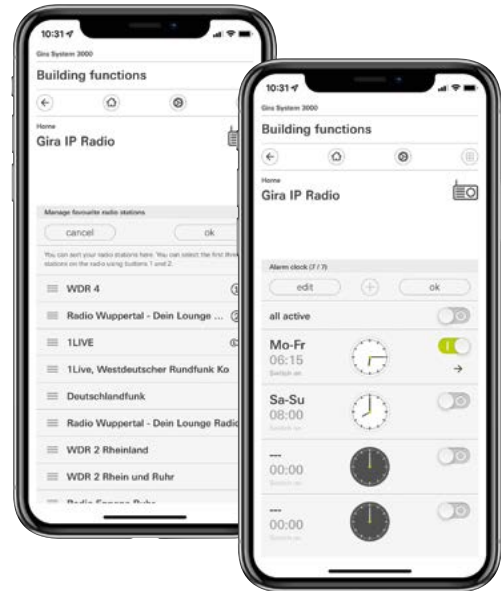 10:31
Gira System 3000
Building functions
Home
Gira IP Radio
Manage favourite radio stations
cancel
ok
You can sort your radio stations here. You can select the first three
stations on the radio using buttons 1 and 2.
WDR 4
Radio Wuppertal - Dein Lounge ...
1LIVE
1Live, Westdeutscher Rundfunk Ko
Deutschlandfunk
Radio Wuppertal - Dein Lounge Radio
WDR 2 Rheinland
WDR 2 Rhein und Ruhr
10:31
Gira System 3000
Building functions
Home
Gira IP Radio
Alarm clock (7 / 7)
edit
ok
all active
Mo-Fr
06:15
Switch on
Sa-Su
08:00
Switch on
---
00:00
Switch on
---
00:00
Switch on